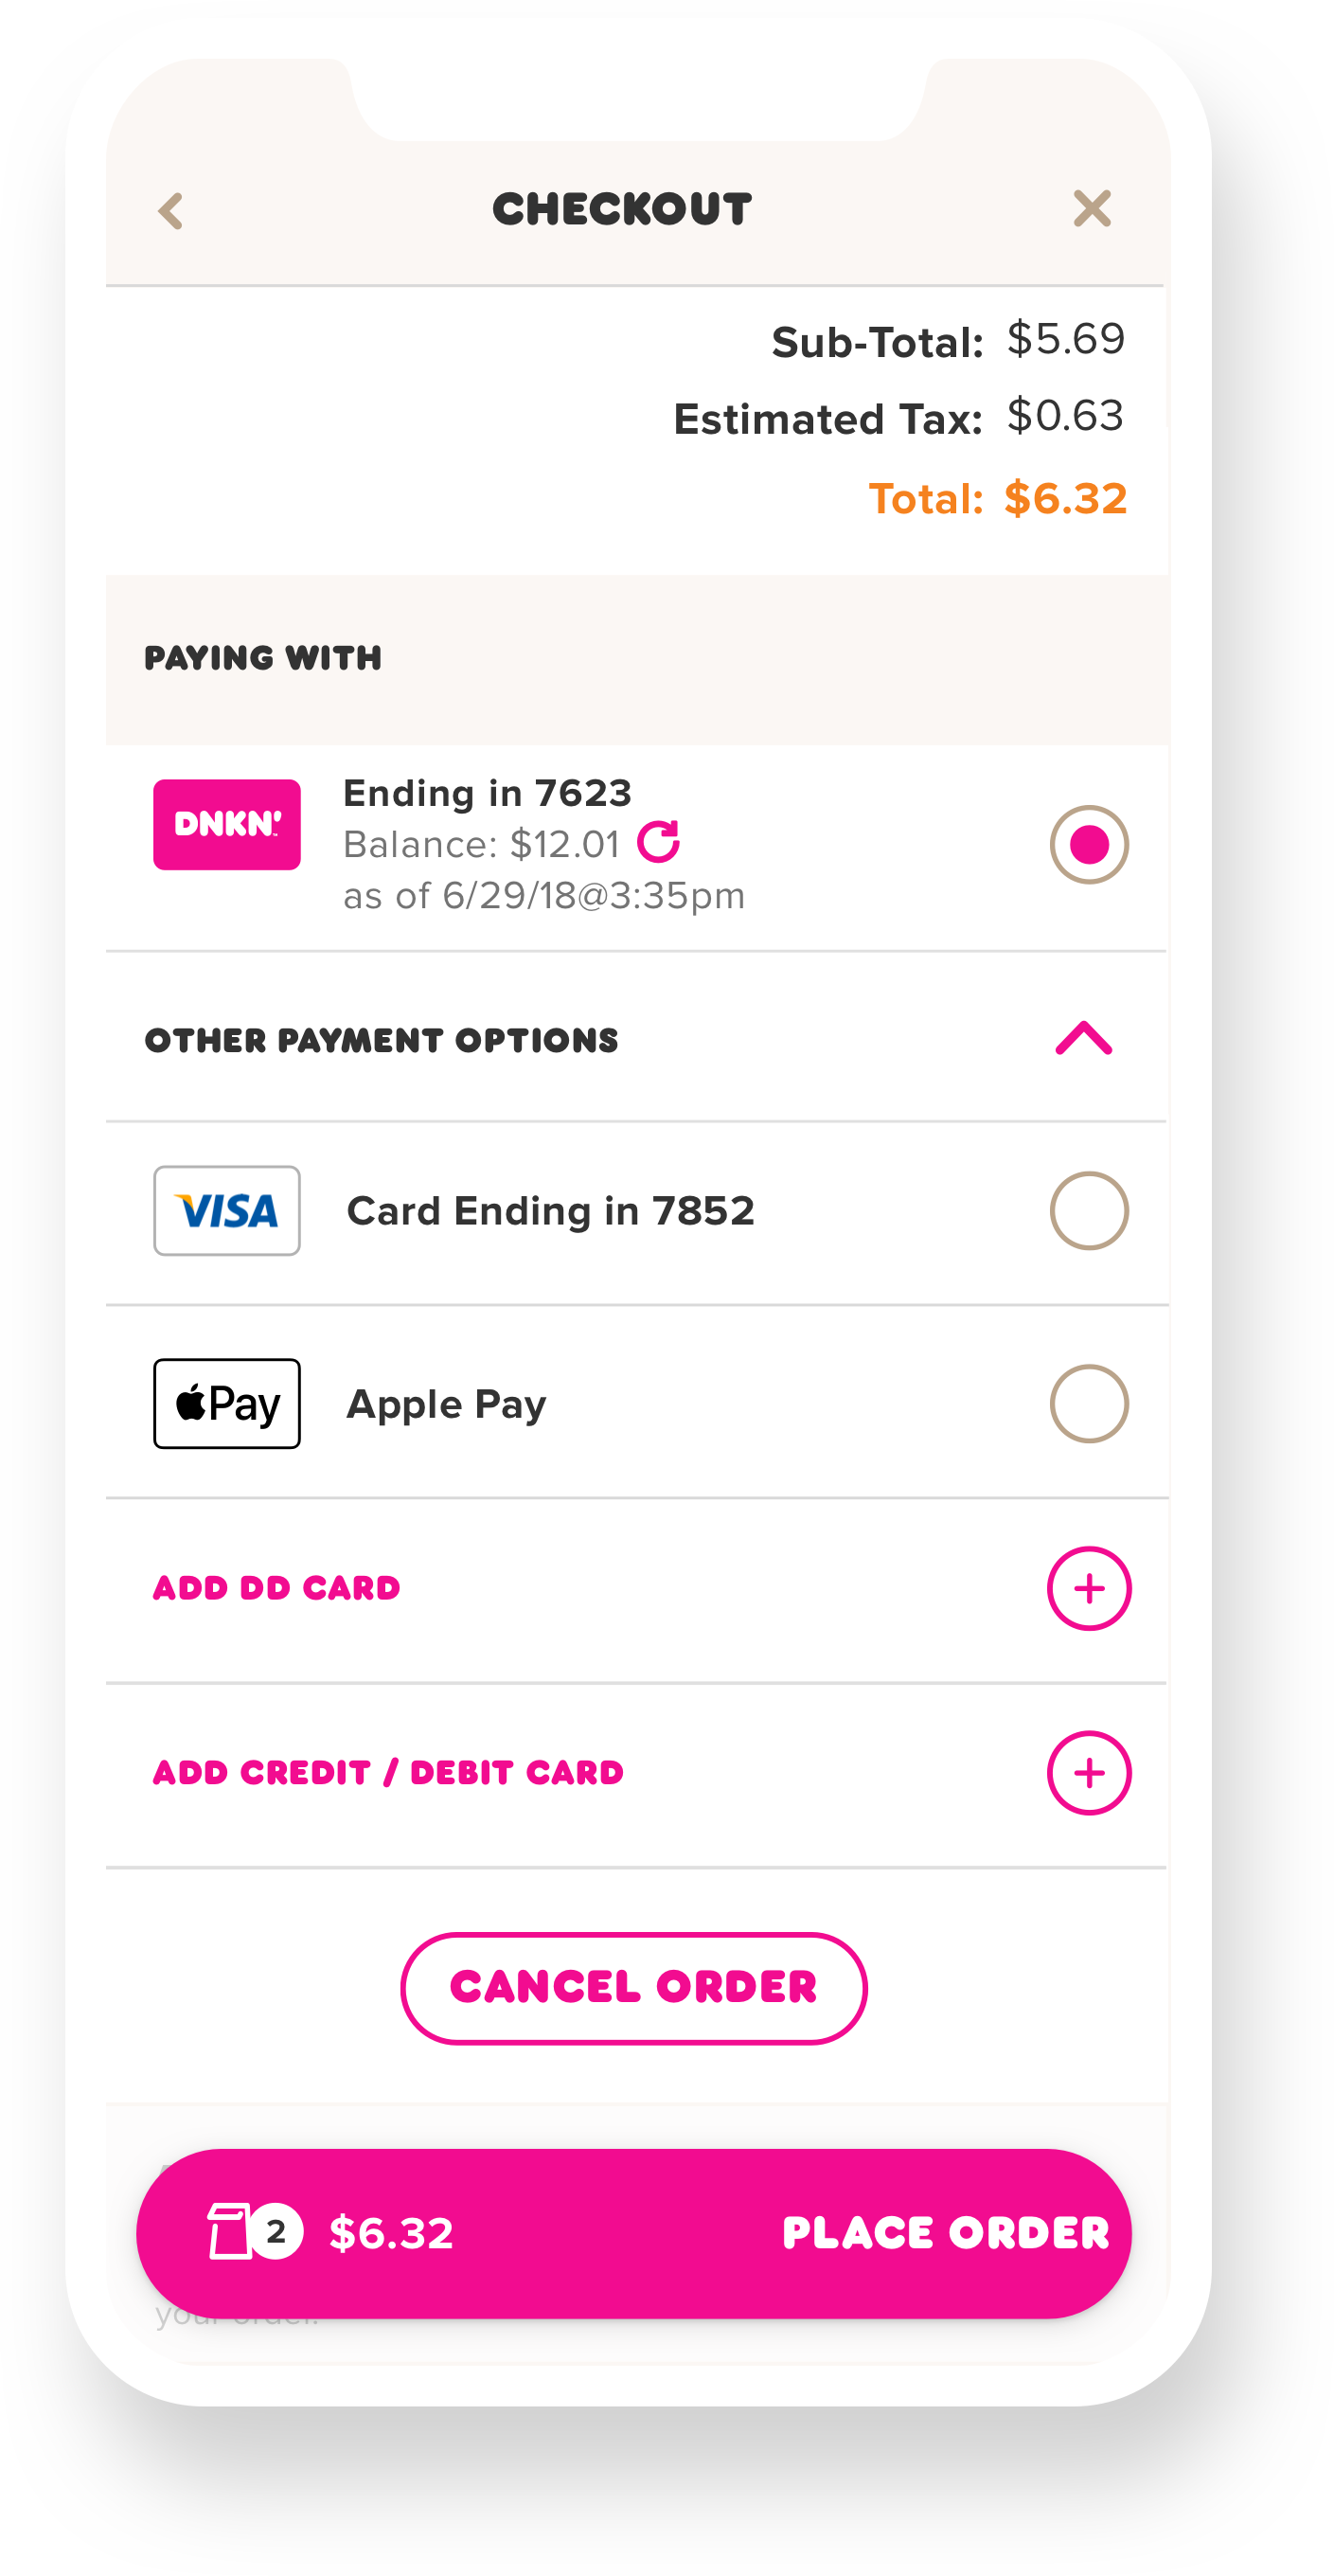 CHECKOUT
Sub-Total: $5.69
Estimated Tax: $0.63
Total: $6.32
PAYING WITH
DNKN'
Ending in 7623
Balance: $12.01
as of 6/29/18@3:35pm
OTHER PAYMENT OPTIONS
VISA
Card Ending in 7852
Pay
Apple Pay
ADD DD CARD
ADD CREDIT / DEBIT CARD
CANCEL ORDER
2 $6.32 PLACE ORDER
your order.